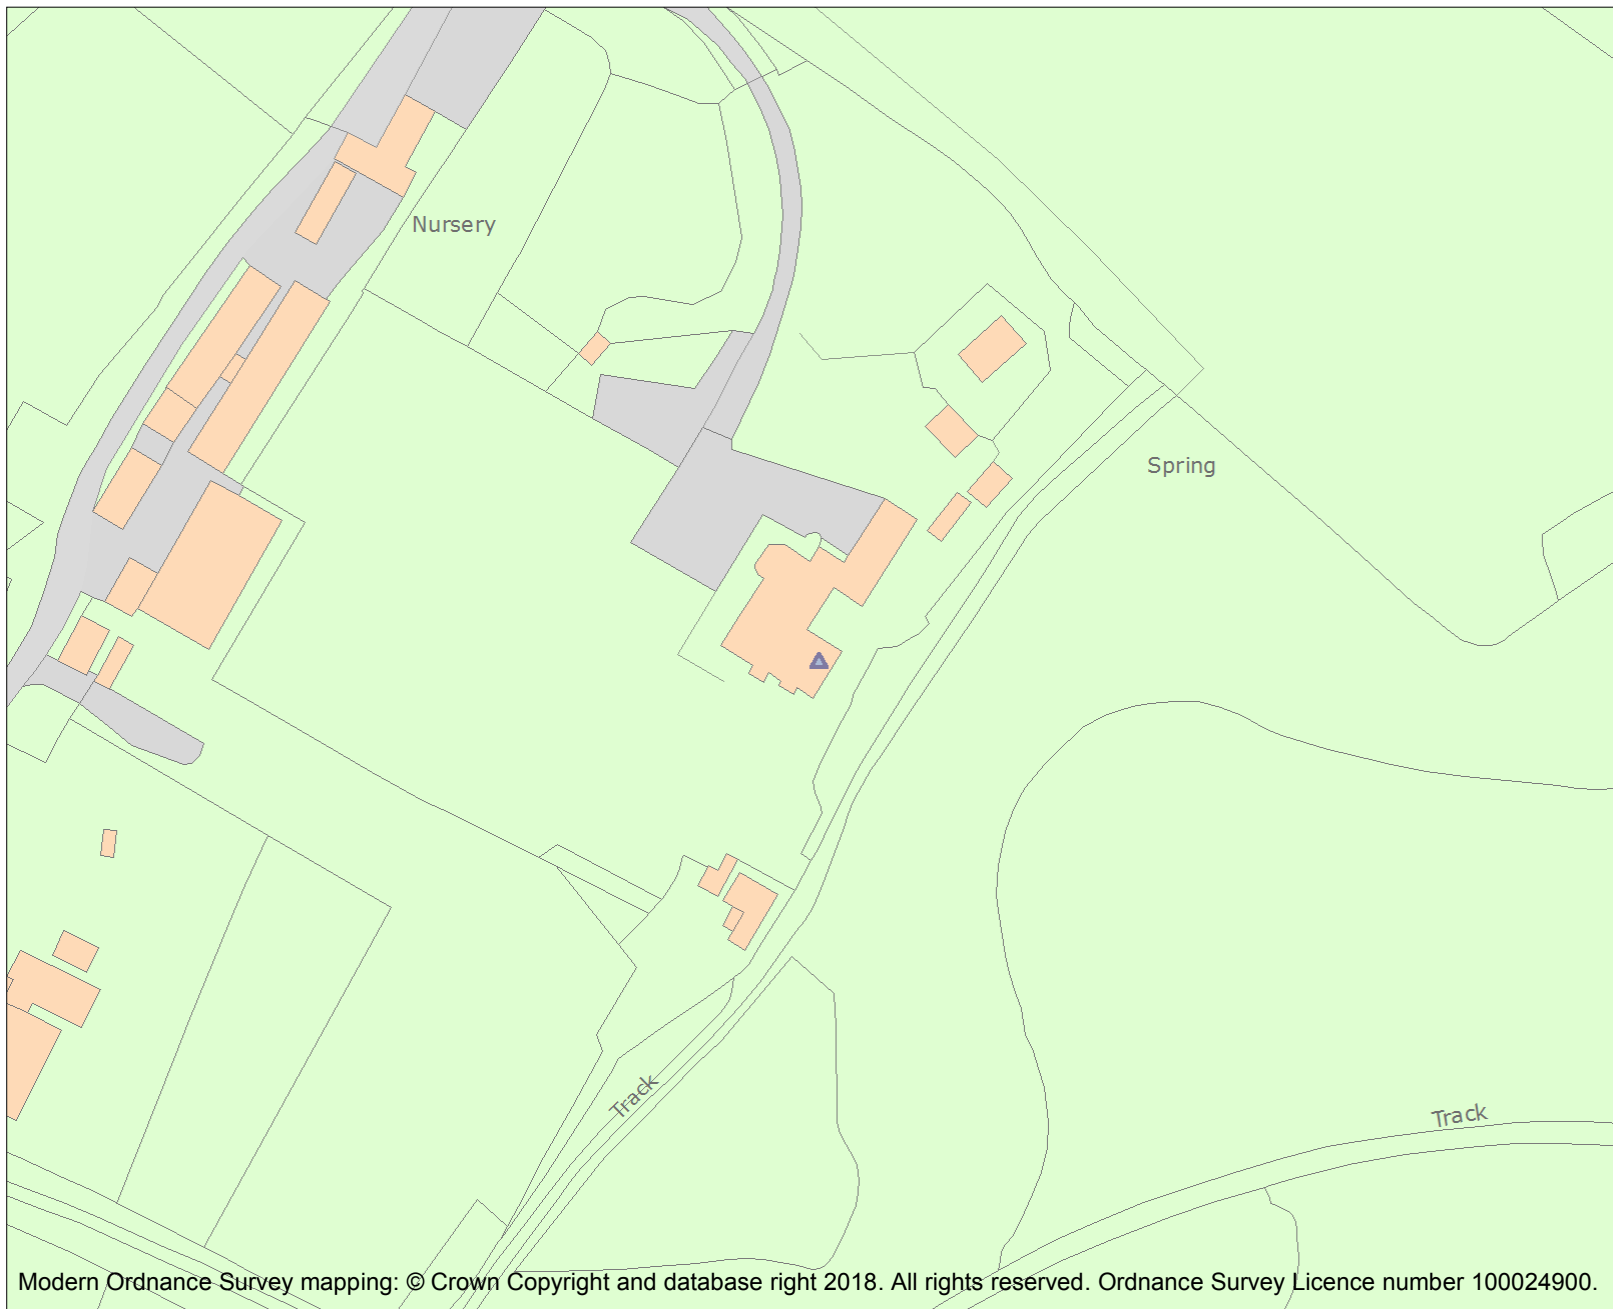 Nursery
Spring
Track
Track
Modern Ordnance Survey mapping: © Crown Copyright and database right 2018. All rights reserved. Ordnance Survey Licence number 100024900.